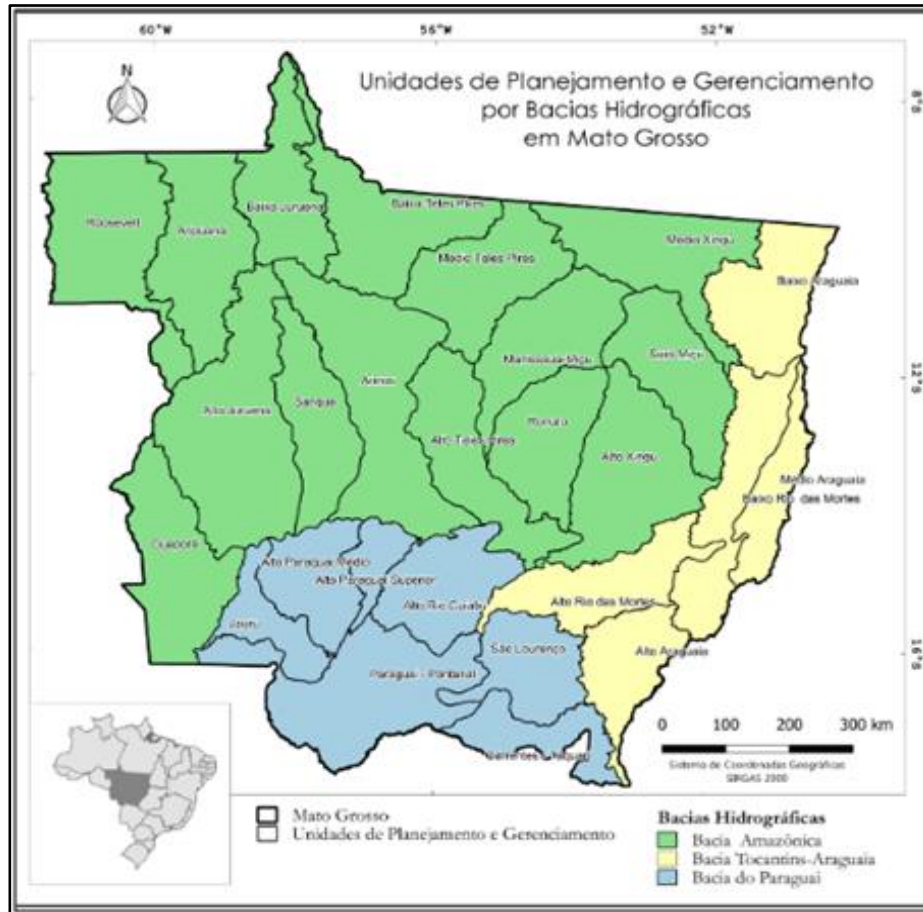 60°W 56°W 52°W
N
Unidades de Planejamento e Gerenciamento
por Bacias Hidrográficas
em Mato Grosso
8°S
Roosevelt
Aripuanã
Baixo Juruena
Baixo Teles Pires
Médio Teles Pires
Médio Xingu
Baixo Araguaia
12°S
Alto Juruena
Sangue
Arinos
Alto Teles Pires
Manissauá-Miçu
Ronuro
Suiá-Miçu
Alto Xingu
Médio Araguaia
Baixo Rio das Mortes
Guaporé
Alto Paraguai Médio
Alto Paraguai Superior
Alto Rio Cuiabá
Alto Rio das Mortes
Jauru
São Lourenço
Alto Araguaia
16°S
Paraguai - Pantanal
0 100 200 300 km
Sistema de Coordenadas Geográficas
SIRGAS 2000
Mato Grosso
Unidades de Planejamento e Gerenciamento
Bacias Hidrográficas
Bacia Amazônica
Bacia Tocantins-Araguaia
Bacia do Paraguai